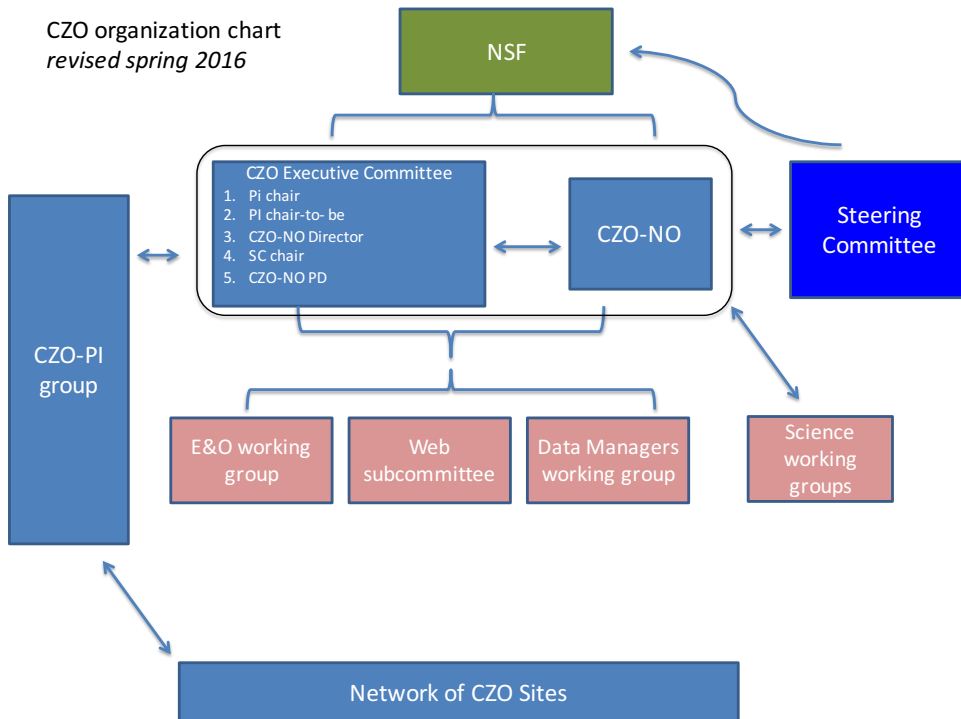 CZO organization chart
revised spring 2016
NSF
CZO Executive Committee
1. Pi chair
2. PI chair-to- be
3. CZO-NO Director
4. SC chair
5. CZO-NO PD
CZO-NO
Steering
Committee
CZO-PI
group
E&O working
group
Web
subcommittee
Data Managers
working group
Science
working
groups
Network of CZO Sites